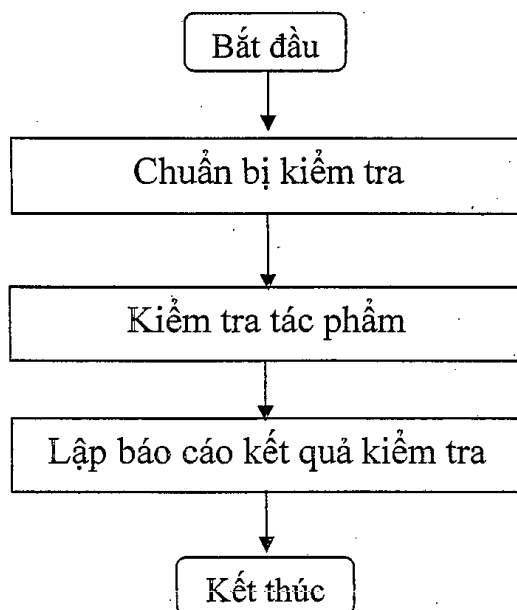 Bắt đầu
Chuẩn bị kiểm tra
Kiểm tra tác phẩm
Lập báo cáo kết quả kiểm tra
Kết thúc